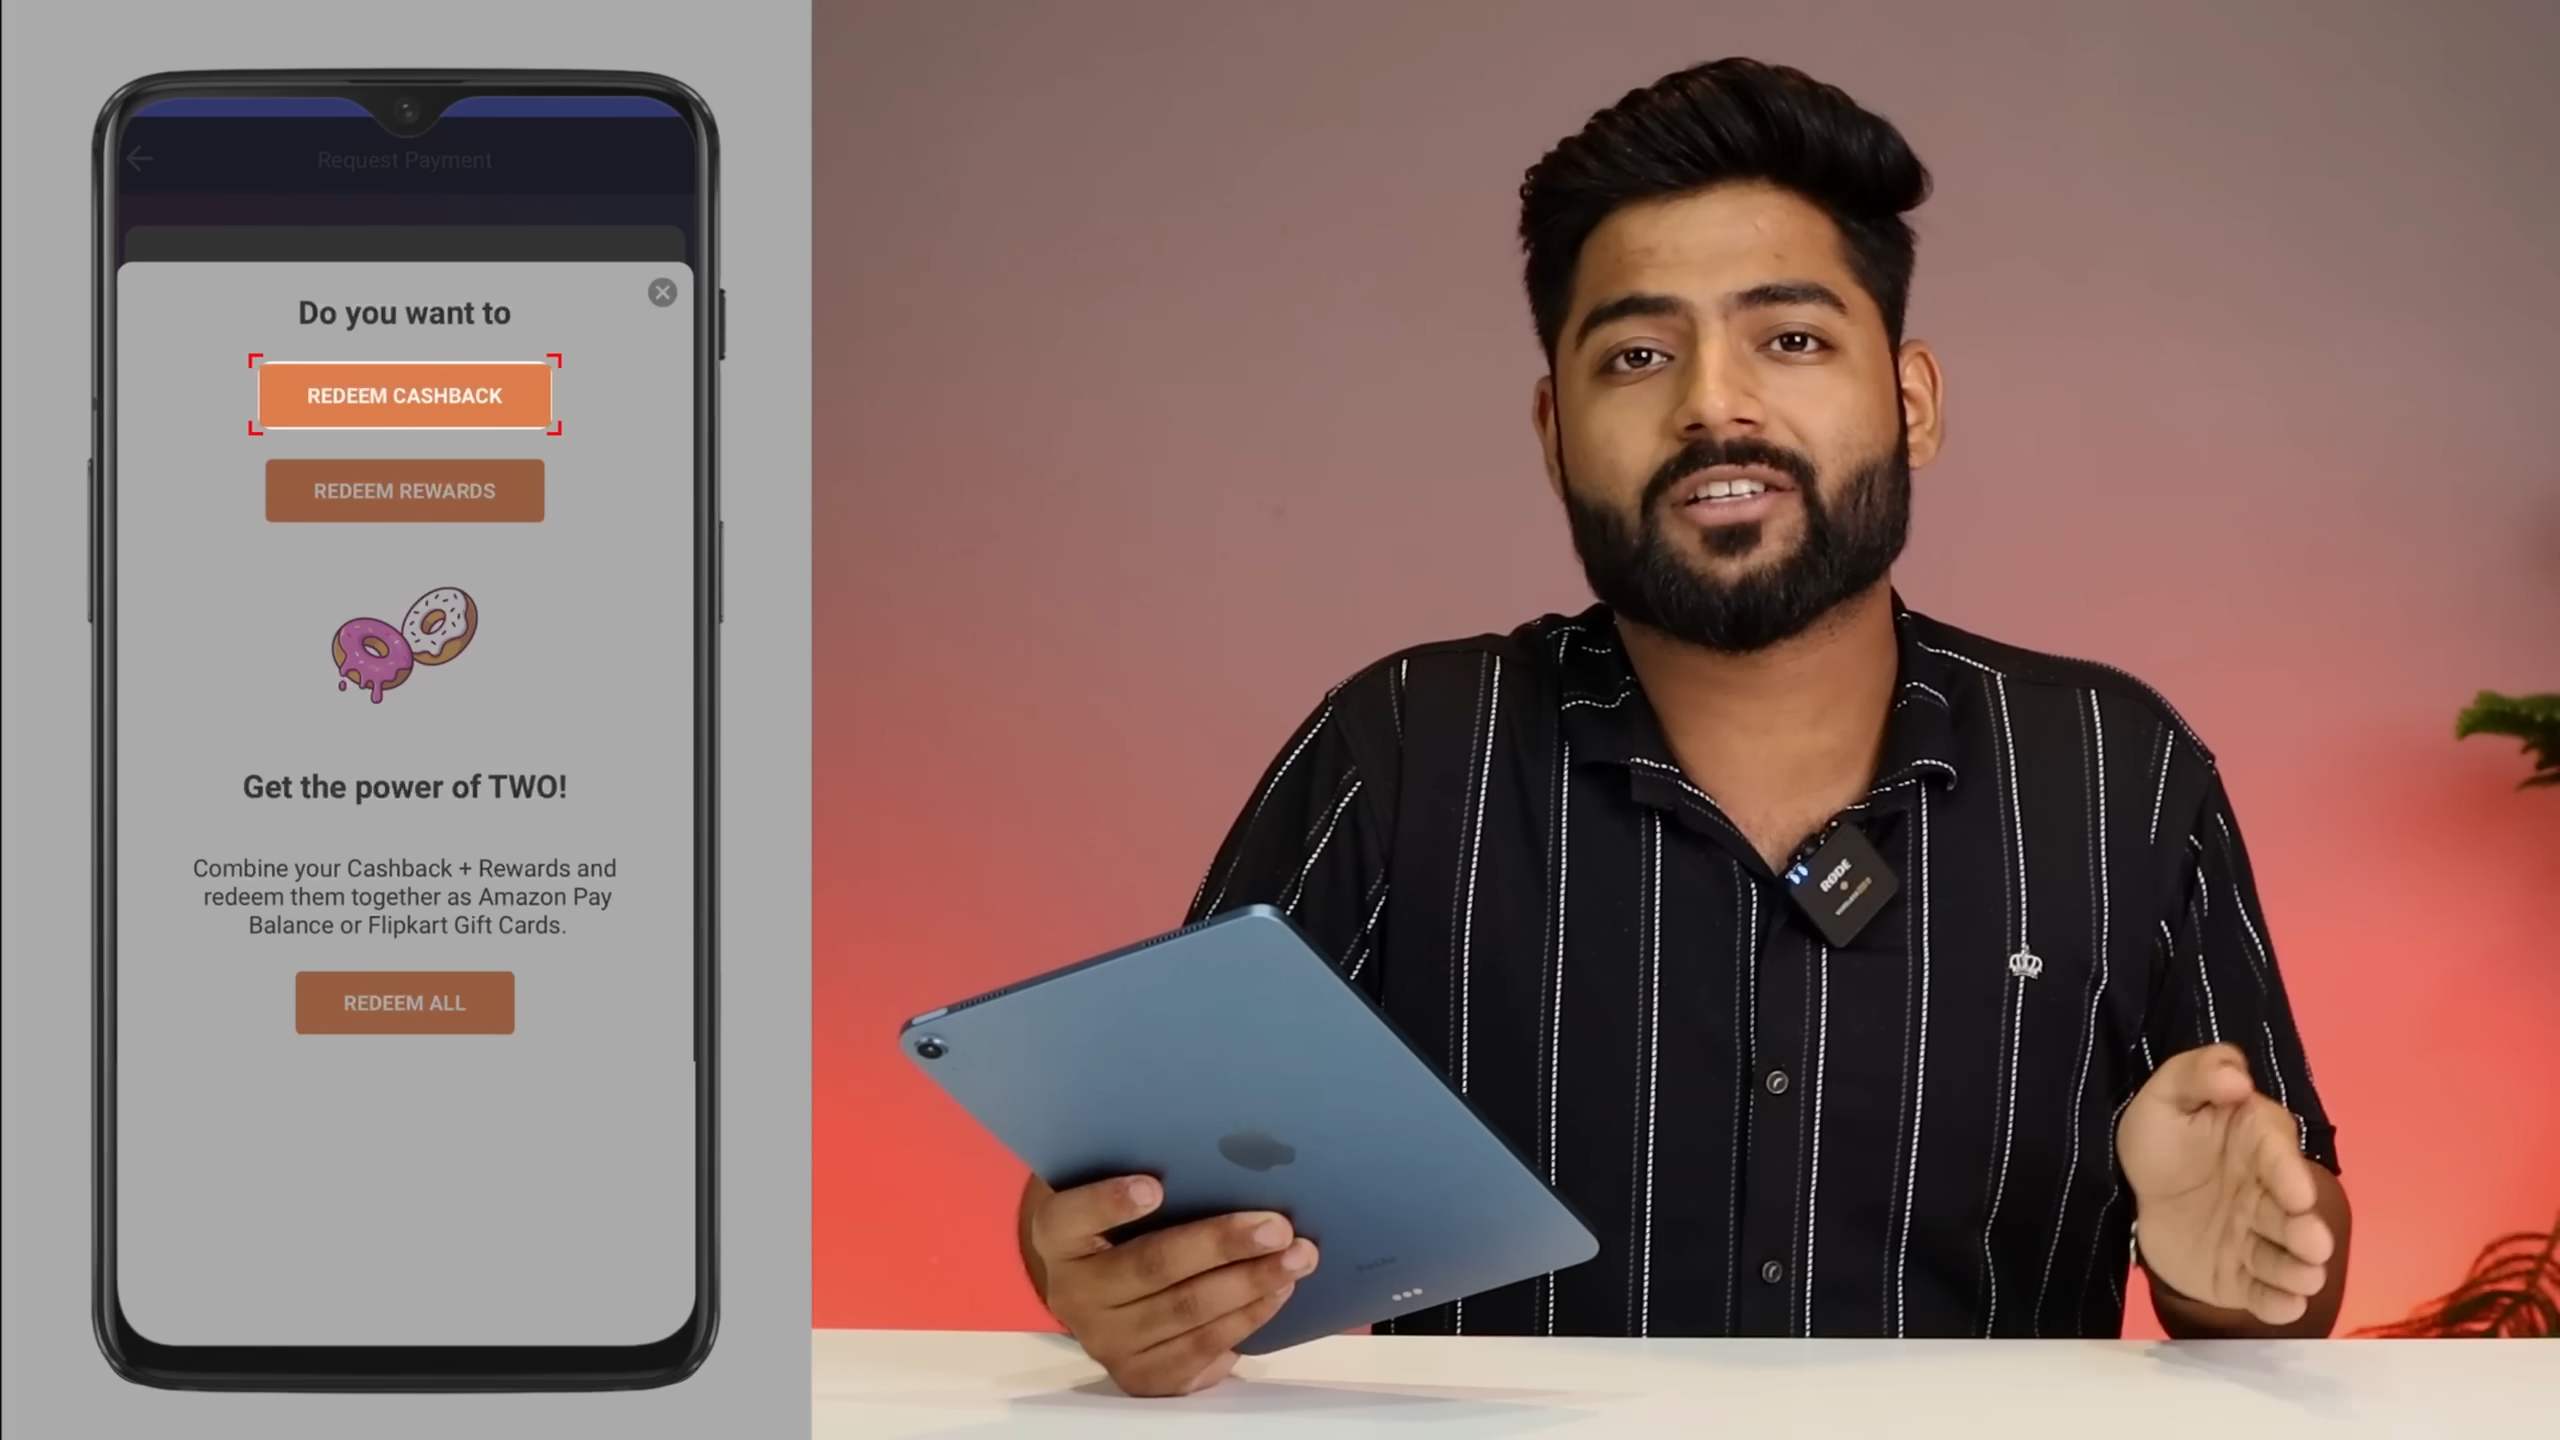 Request Payment
Do you want to
REDEEM CASHBACK
REDEEM REWARDS
Get the power of TWO!
Combine your Cashback + Rewards and
redeem them together as Amazon Pay
Balance or Flipkart Gift Cards.
REDEEM ALL
RODE